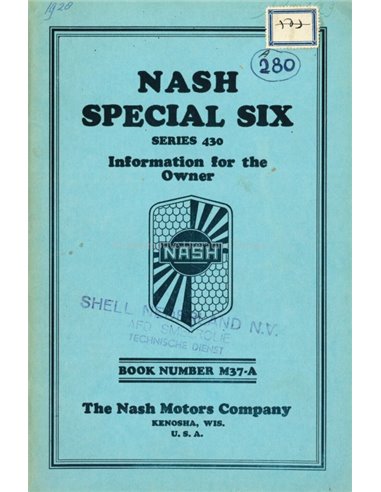 1928
280
NASH
SPECIAL SIX
SERIES 430
Information for the
Owner
NASH
SHELL N.V.
TECHNISCHE DIENST
BOOK NUMBER M37-A
The Nash Motors Company
KENOSHA, WIS.
U. S. A.